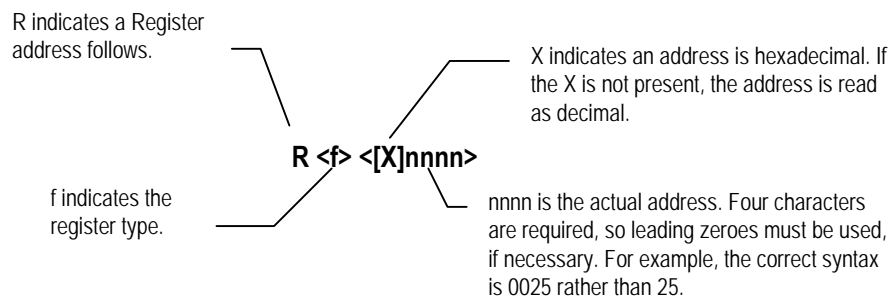 R indicates a Register
address follows.
X indicates an address is hexadecimal. If
the X is not present, the address is read
as decimal.
R <f> <[X]nnnn>
f indicates the
register type.
nnnn is the actual address. Four characters
are required, so leading zeroes must be used,
if necessary. For example, the correct syntax
is 0025 rather than 25.